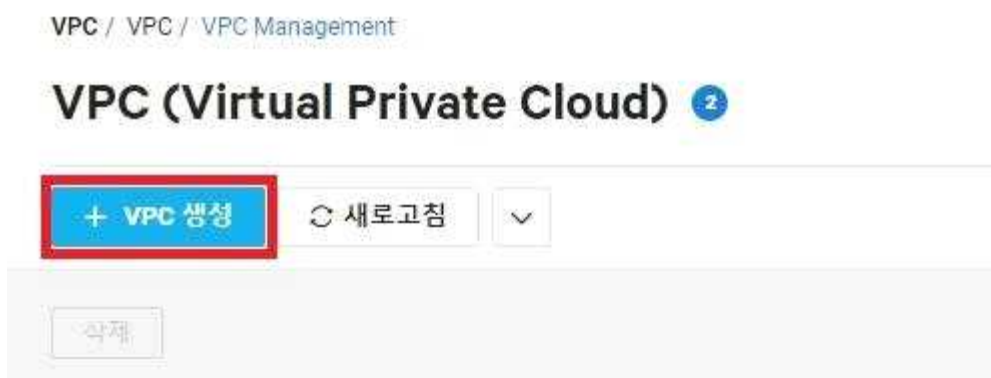 VPC / VPC / VPC Management
VPC (Virtual Private Cloud) 2
+ VPC 생성 새로고침
삭제